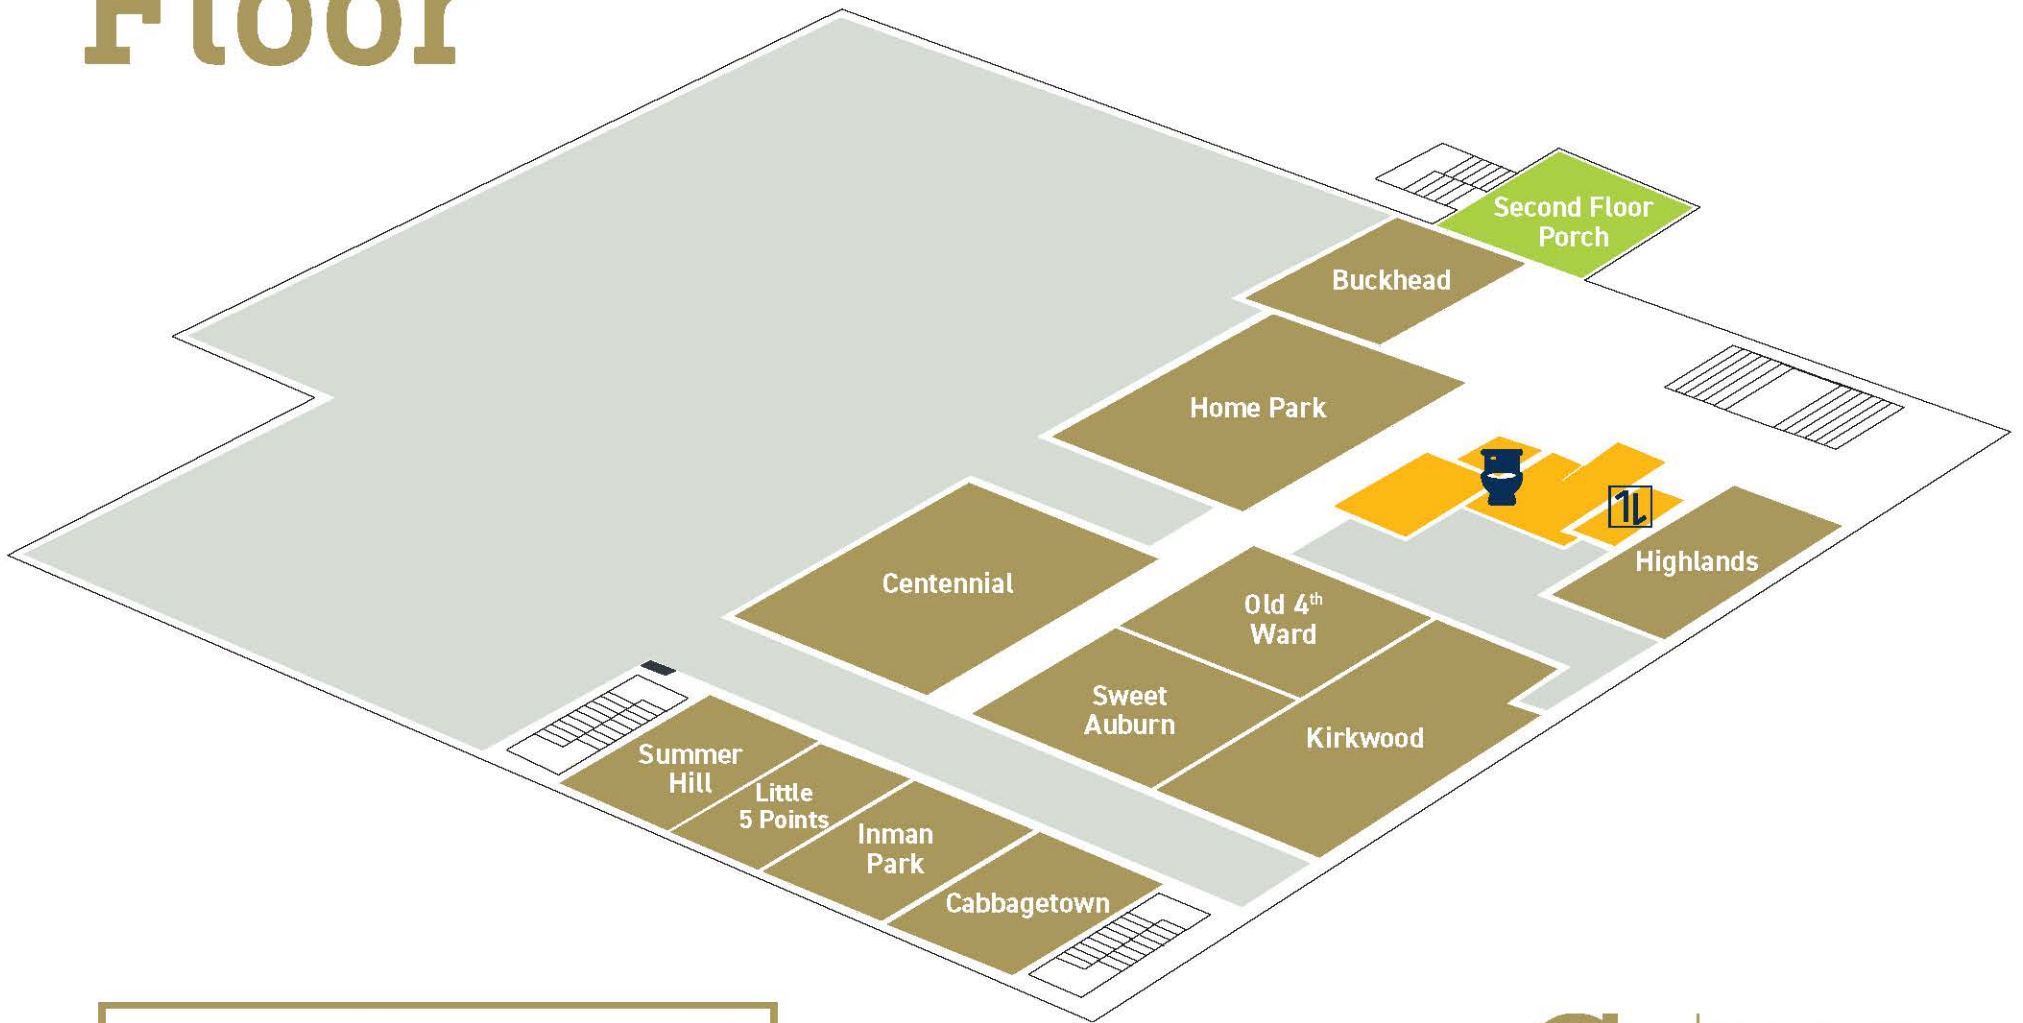 Floor
Second Floor
Porch
Buckhead
Home Park
Centennial
Highlands
Old 4th
Ward
Sweet
Auburn
Kirkwood
Summer
Hill
Little
5 Points
Inman
Park
Cabbagetown